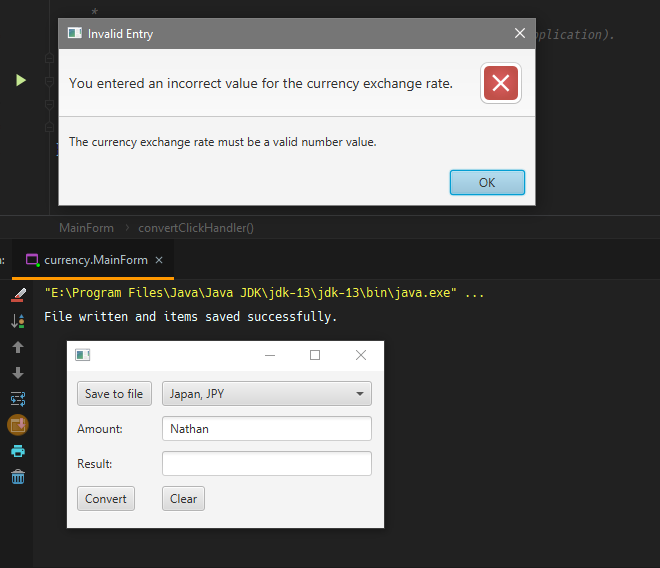 *
Invalid Entry
plication).
You entered an incorrect value for the currency exchange rate.
The currency exchange rate must be a valid number value.
OK
MainForm › convertClickHandler()
: currency.MainForm ×
"E:\Program Files\Java\Java JDK\jdk-13\jdk-13\bin\java.exe" ...
File written and items saved successfully.
Save to file Japan, JPY
Amount: Nathan
Result:
Convert Clear